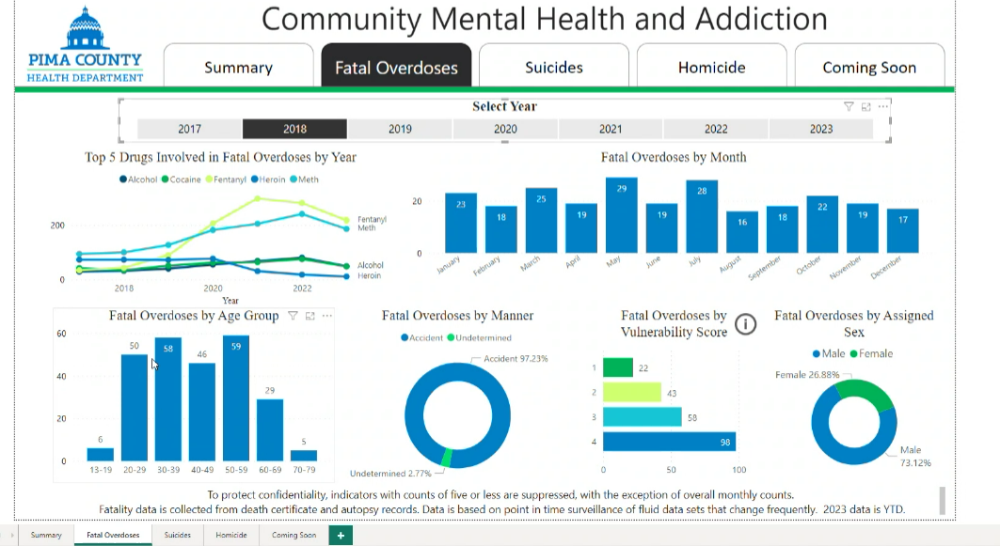 Community Mental Health and Addiction
PIMA COUNTY
HEALTH DEPARTMENT
Summary
Fatal Overdoses
Suicides
Homicide
Coming Soon
Select Year
2017 2018 2019 2020 2021 2022 2023
Top 5 Drugs Involved in Fatal Overdoses by Year
Alcohol Cocaine Fentanyl Heroin Meth
200
0
Fentanyl
Meth
Alcohol
Heroin
2018 2020 2022
Year
Fatal Overdoses by Month
20
0
23 18 25 19 29 19 28 16 18 22 19 17
January February March April May June July August September October November December
Fatal Overdoses by Age Group
60
40
20
0
6 50 58 46 59 29 5
13-19 20-29 30-39 40-49 50-59 60-69 70-79
Fatal Overdoses by Manner
Accident Undetermined
Accident 97.23%
Undetermined 2.77%
Fatal Overdoses by
Vulnerability Score
i
1 22
2 43
3 58
4 98
0 50 100
Fatal Overdoses by Assigned
Sex
Male Female
Female 26.88%
Male
73.12%
To protect confidentiality, indicators with counts of five or less are suppressed, with the exception of overall monthly counts.
Fatality data is collected from death certificate and autopsy records. Data is based on point in time surveillance of fluid data sets that change frequently. 2023 data is YTD.
Summary Fatal Overdoses Suicides Homicide Coming Soon +